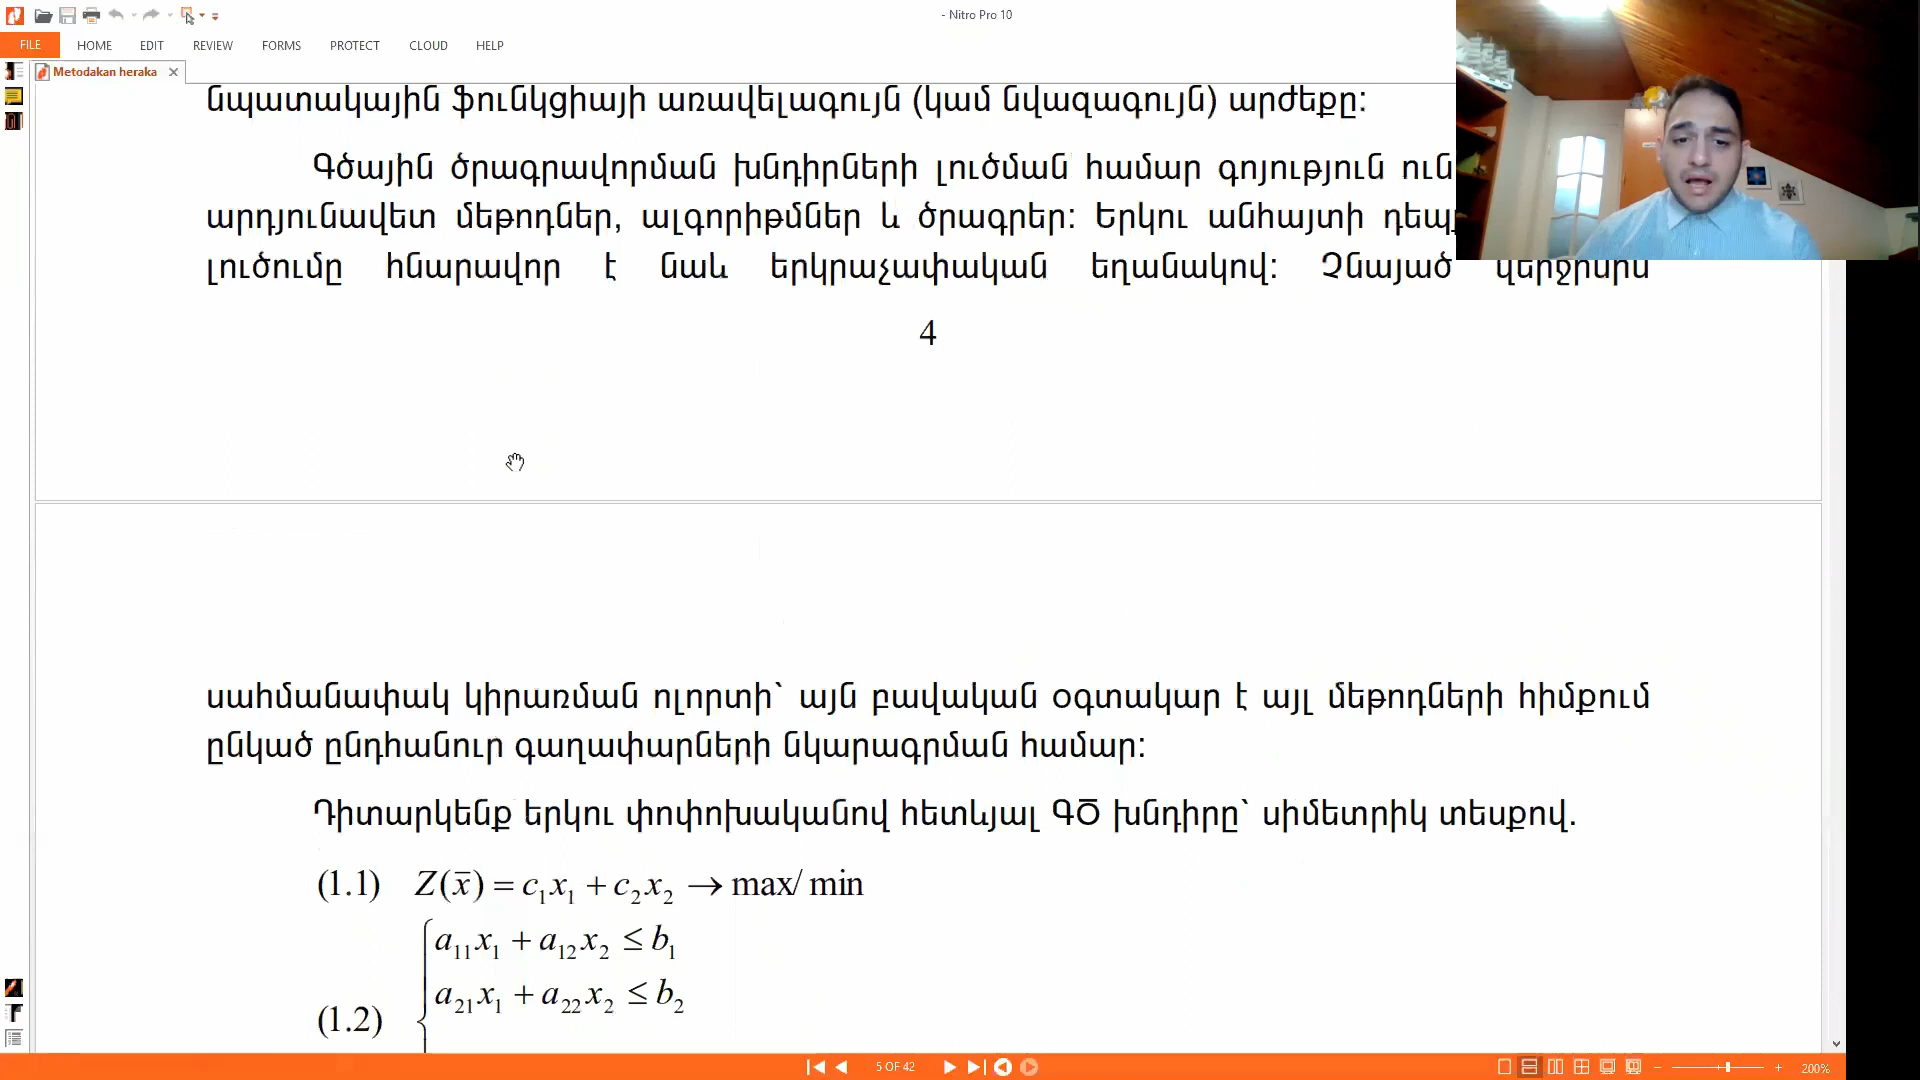 - Nitro Pro 10
FILE HOME EDIT REVIEW FORMS PROTECT CLOUD HELP
Metodakan heraka
նպատակային ֆունկցիայի առավելագույն (կամ նվազագույն) արժեքը:
Գծային ծրագրավորման խնդիրների լուծման համար գոյություն ուն
արդյունավետ մեթոդներ, ալգորիթմներ և ծրագրեր: Երկու անհայտի
լուծումը հնարավոր է նաև երկրաչափական եղանակով: Չնայած վերջինիս
4
սահմանափակ կիրառման ոլորտի՝ այն բավական օգտակար է այլ մեթոդների հիմքում
ընկած ընդհանուր գաղափարների նկարագրման համար:
Դիտարկենք երկու փոփոխականով հետևյալ ԳԾ խնդիրը՝ սիմետրիկ տեսքով.
(1.1) Z(x̄) = c₁x₁ + c₂x₂ → max/ min
a₁₁x₁ + a₁₂x₂ ≤ b₁
a₂₁x₁ + a₂₂x₂ ≤ b₂
(1.2)
5 OF 42
200%